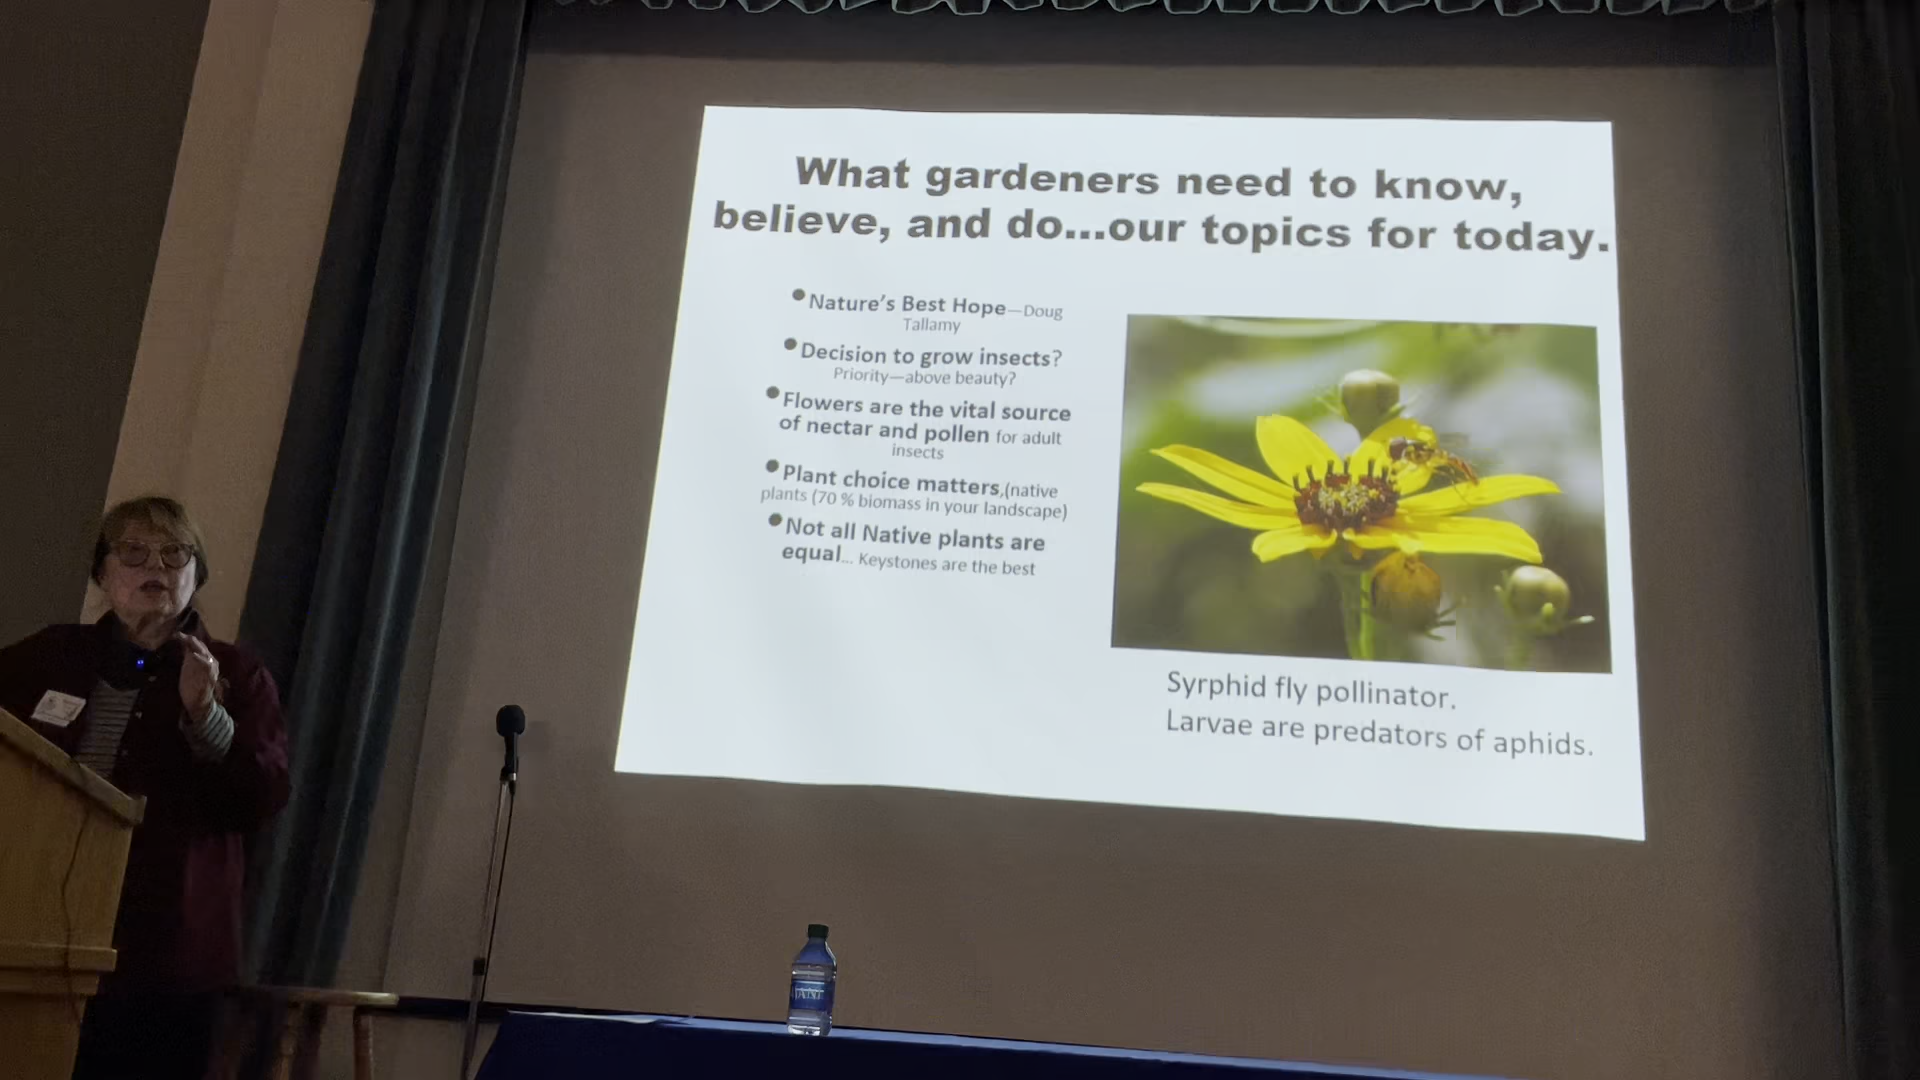 What gardeners need to know,
believe, and do...our topics for today.
•Nature's Best Hope—Doug
Tallamy
•Decision to grow insects?
Priority—above beauty?
•Flowers are the vital source
of nectar and pollen for adult
insects
•Plant choice matters,(native
plants (70 % biomass in your landscape)
•Not all Native plants are
equal... Keystones are the best
Syrphid fly pollinator.
Larvae are predators of aphids.